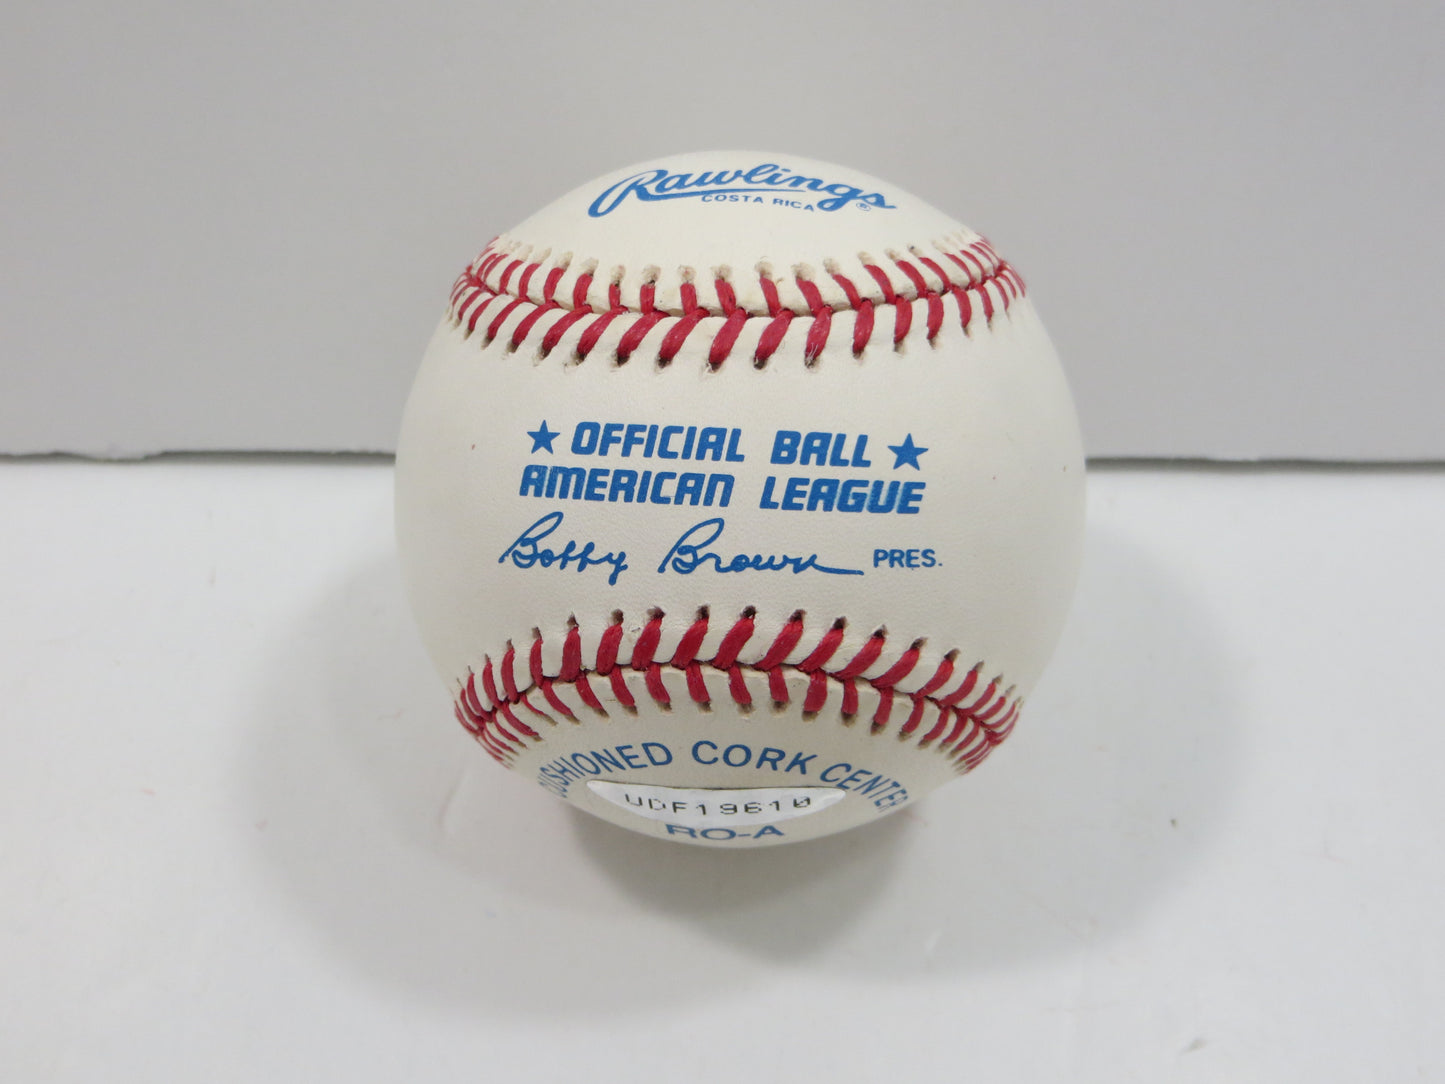 Rawlings®
COSTA RICA
★ OFFICIAL BALL ★
AMERICAN LEAGUE
Bobby Brown PRES.
CUSHIONED CORK CENTER
UDF19610
RO-A